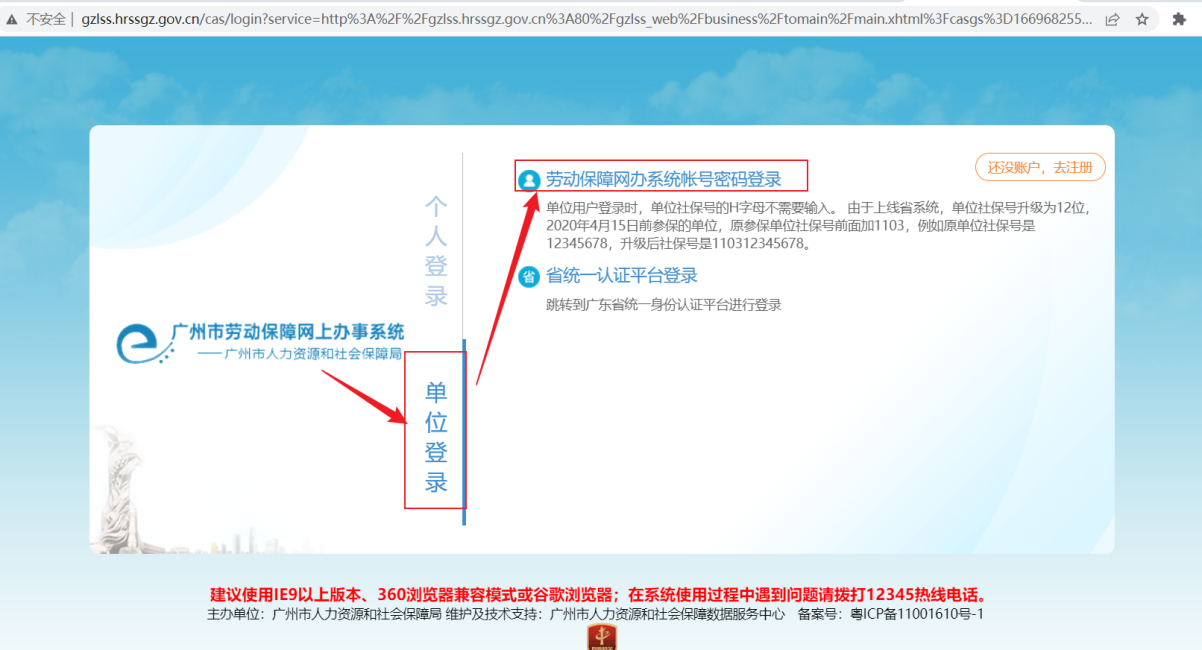 不安全 | gzlss.hrssgz.gov.cn/cas/login?service=http%3A%2F%2Fgzlss.hrssgz.gov.cn%3A80%2Fgzlss_web%2Fbusiness%2Ftomain%2Fmain.xhtml%3Fcasgs%3D166968255...
还没账户，去注册
个人登录
单位登录
广州市劳动保障网上办事系统
——广州市人力资源和社会保障局
劳动保障网办系统帐号密码登录
单位用户登录时，单位社保号的H字母不需要输入。 由于上线省系统，单位社保号升级为12位，
2020年4月15日前参保的单位，原参保单位社保号前面加1103，例如原单位社保号是
12345678，升级后社保号是110312345678。
省
省统一认证平台登录
跳转到广东省统一身份认证平台进行登录
建议使用IE9以上版本、360浏览器兼容模式或谷歌浏览器；在系统使用过程中遇到问题请拨打12345热线电话。
主办单位：广州市人力资源和社会保障局 维护及技术支持：广州市人力资源和社会保障数据服务中心 备案号：粤ICP备11001610号-1